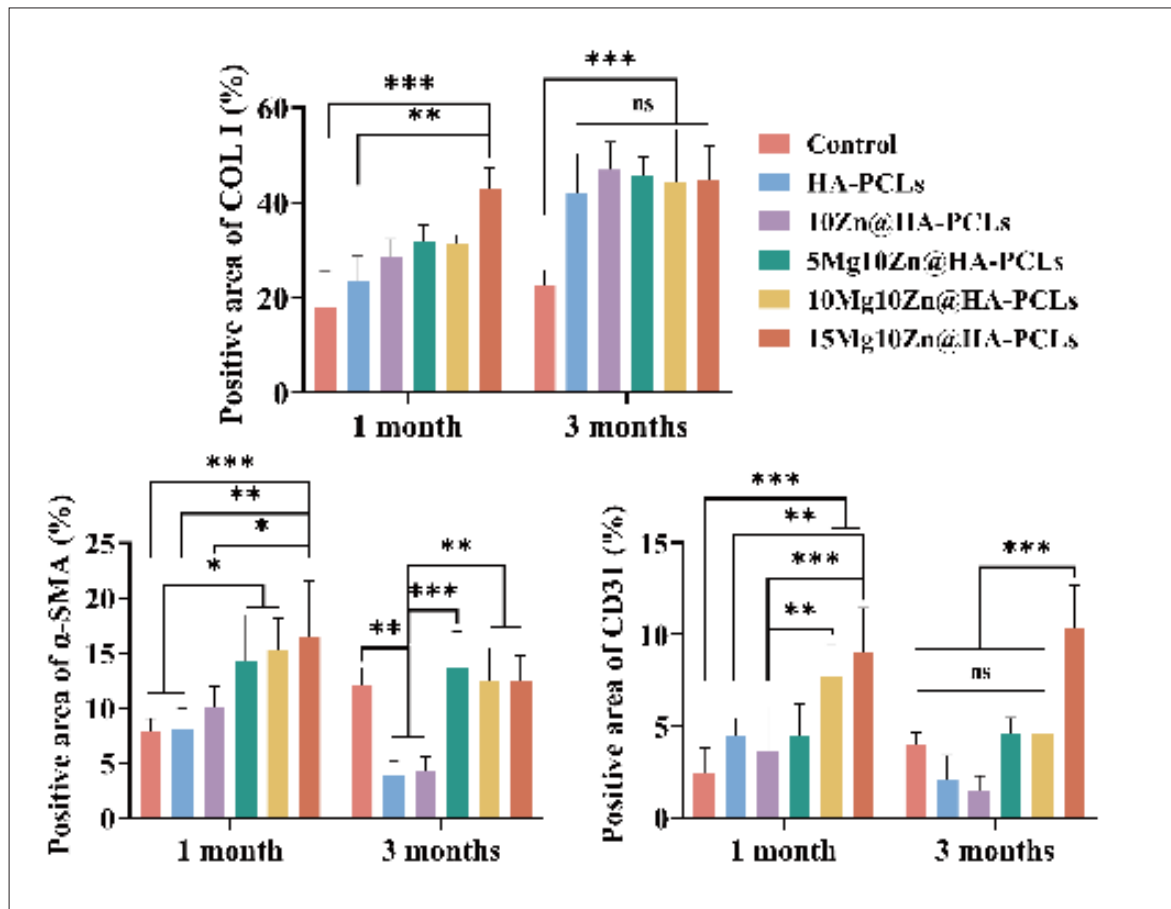 ***
***
ns
**
Positive area of COL I (%)
60
40
20
0
1 month
3 months
Control
HA-PCLs
10Zn@HA-PCLs
5Mg10Zn@HA-PCLs
10Mg10Zn@HA-PCLs
15Mg10Zn@HA-PCLs
***
**
*
*
**
***
**
Positive area of α-SMA (%)
25
20
15
10
5
0
1 month
3 months
***
**
***
**
***
ns
Positive area of CD31 (%)
15
10
5
0
1 month
3 months